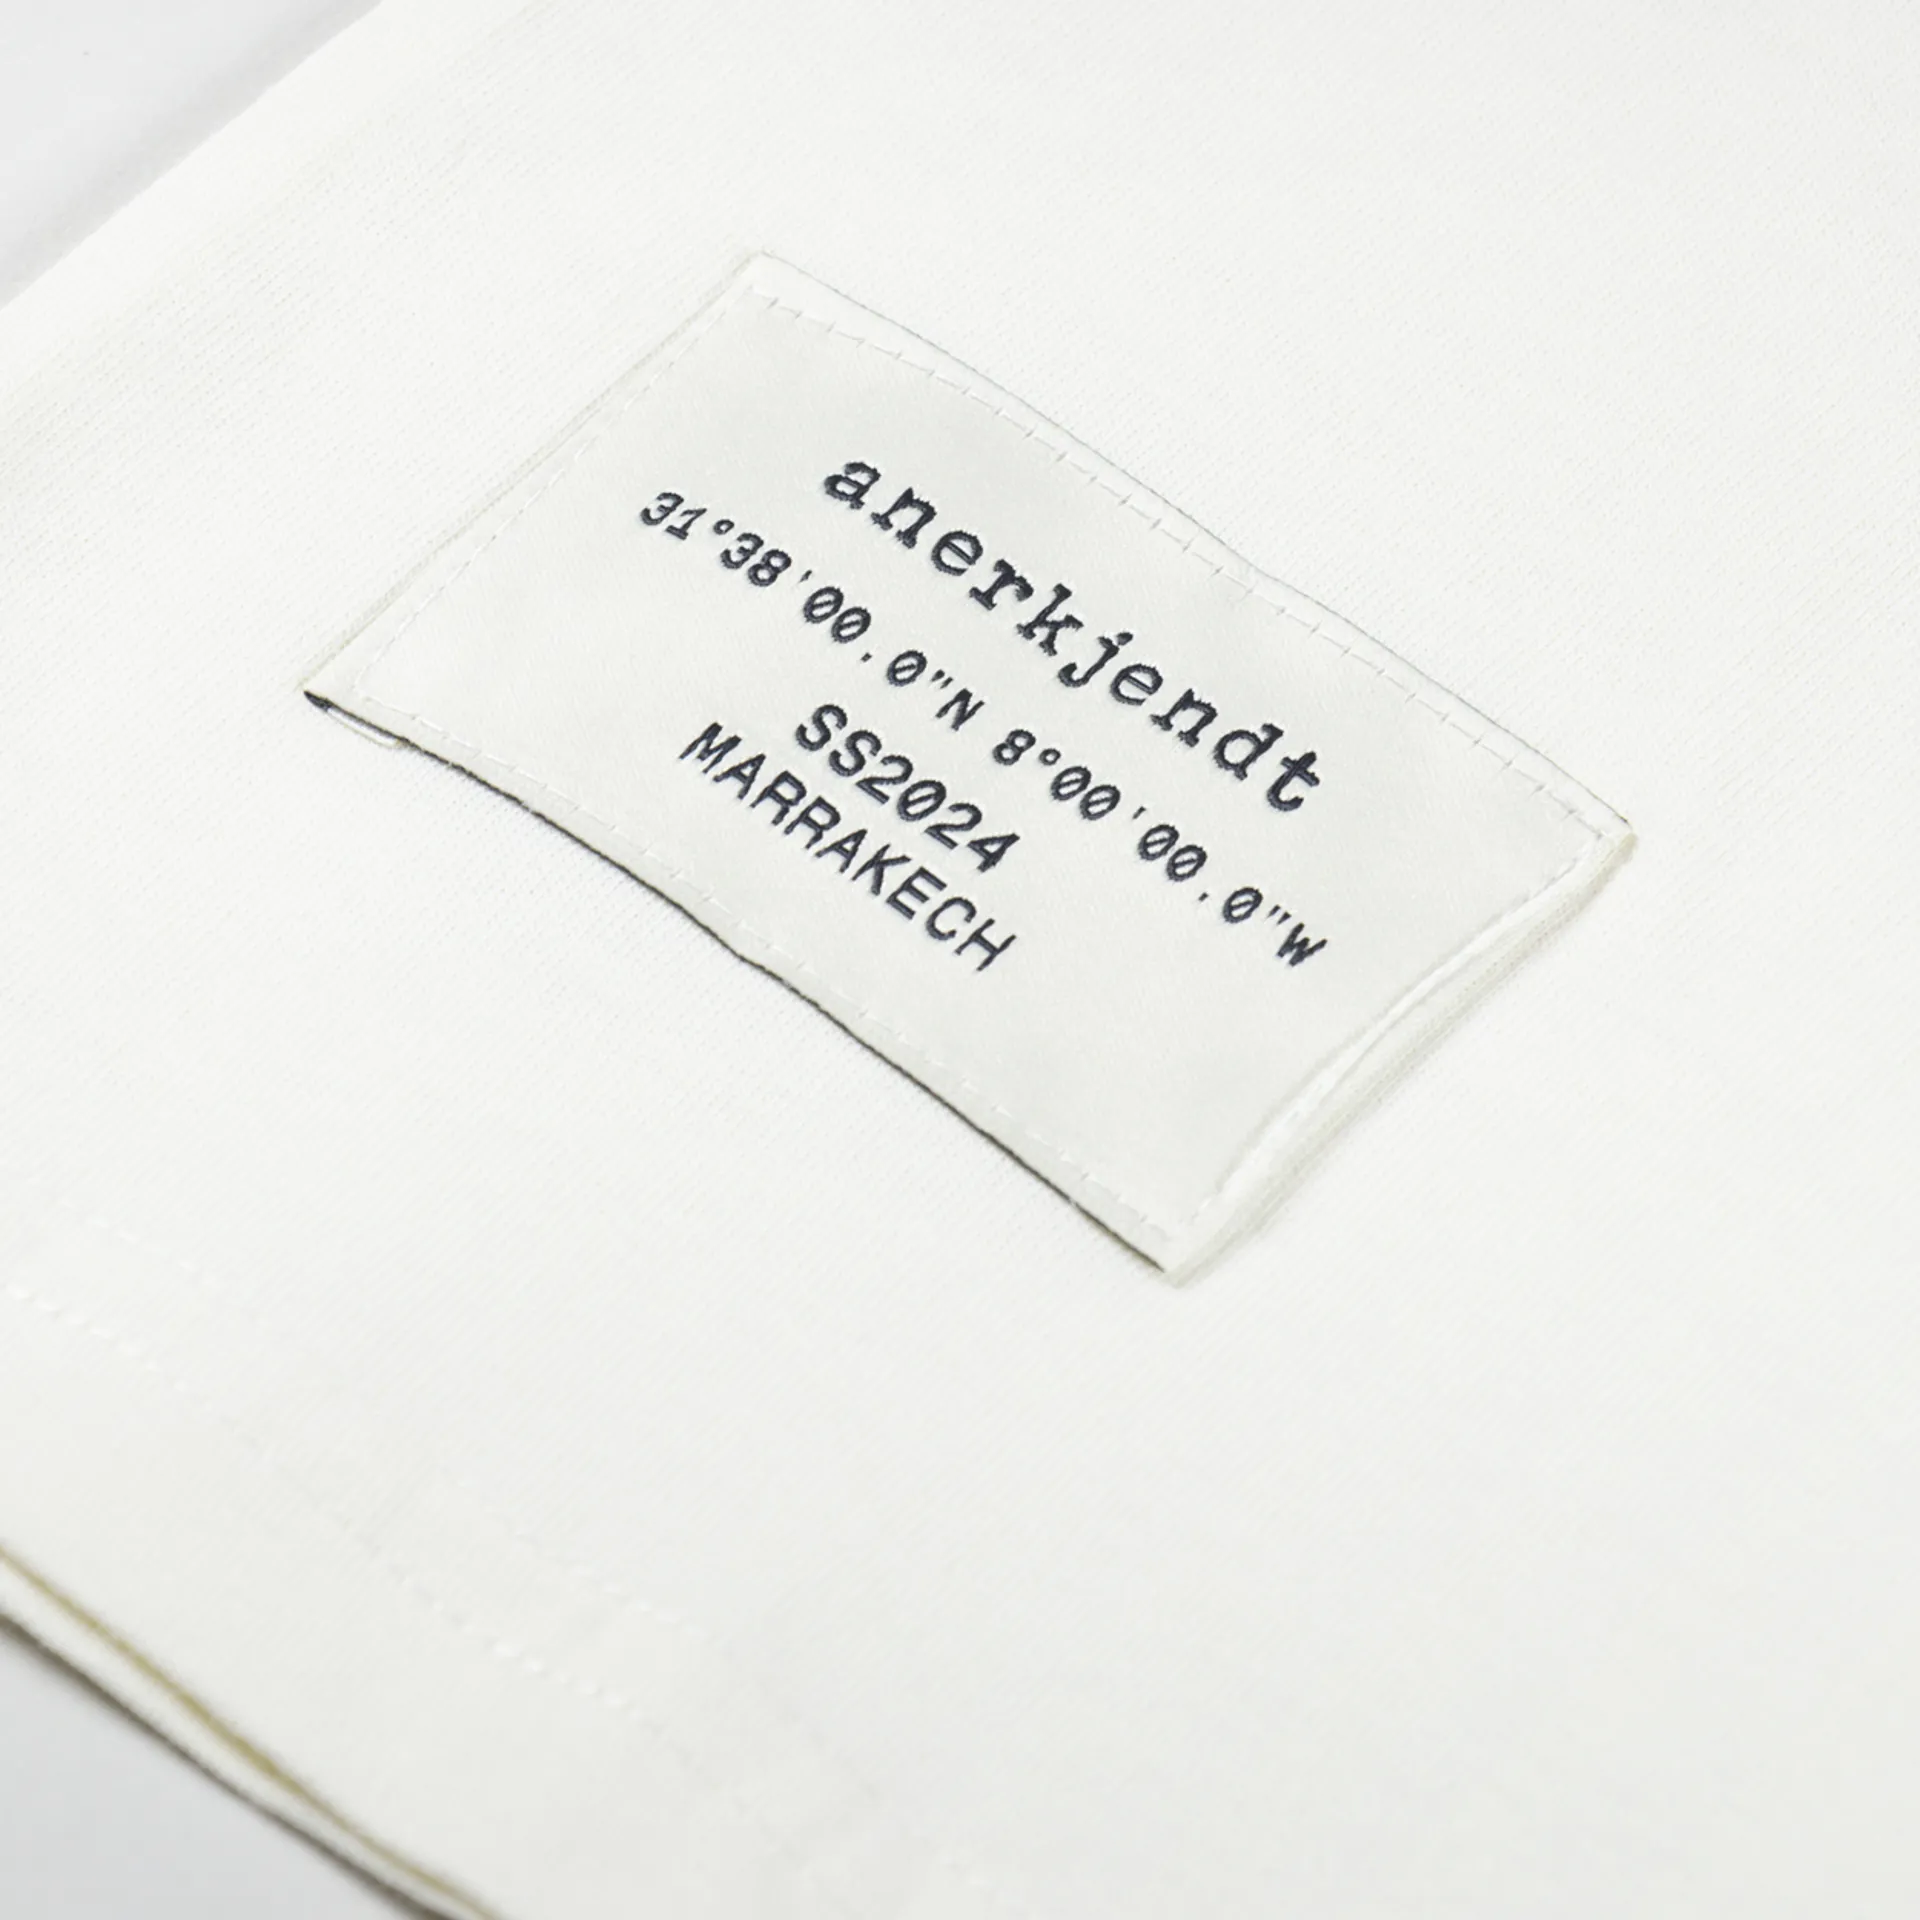 anerkjendt
31°38'00.0"N 8°00'00.0"W
SS2024
MARRAKECH